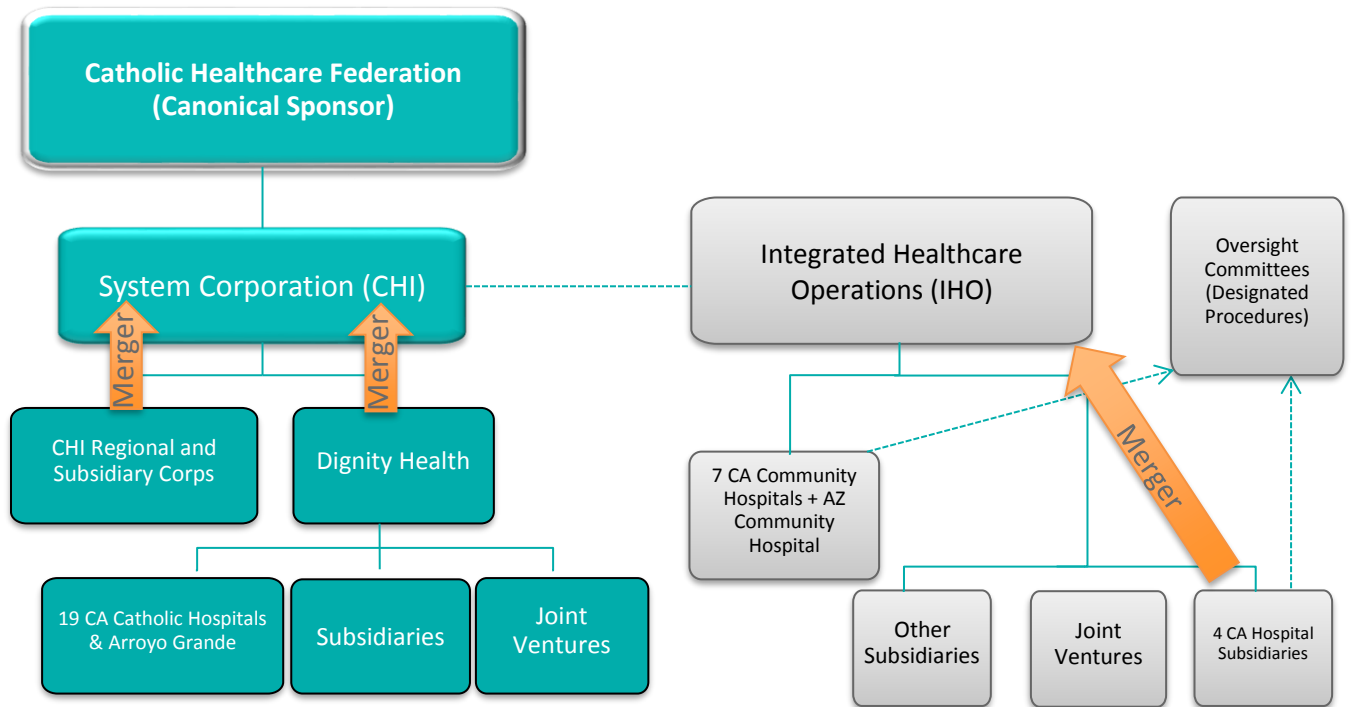 Catholic Healthcare Federation
(Canonical Sponsor)
System Corporation (CHI)
Integrated Healthcare
Operations (IHO)
Oversight
Committees
(Designated
Procedures)
Merger
Merger
CHI Regional and
Subsidiary Corps
Dignity Health
7 CA Community
Hospitals + AZ
Community
Hospital
Merger
19 CA Catholic Hospitals
& Arroyo Grande
Subsidiaries
Joint
Ventures
Other
Subsidiaries
Joint
Ventures
4 CA Hospital
Subsidiaries